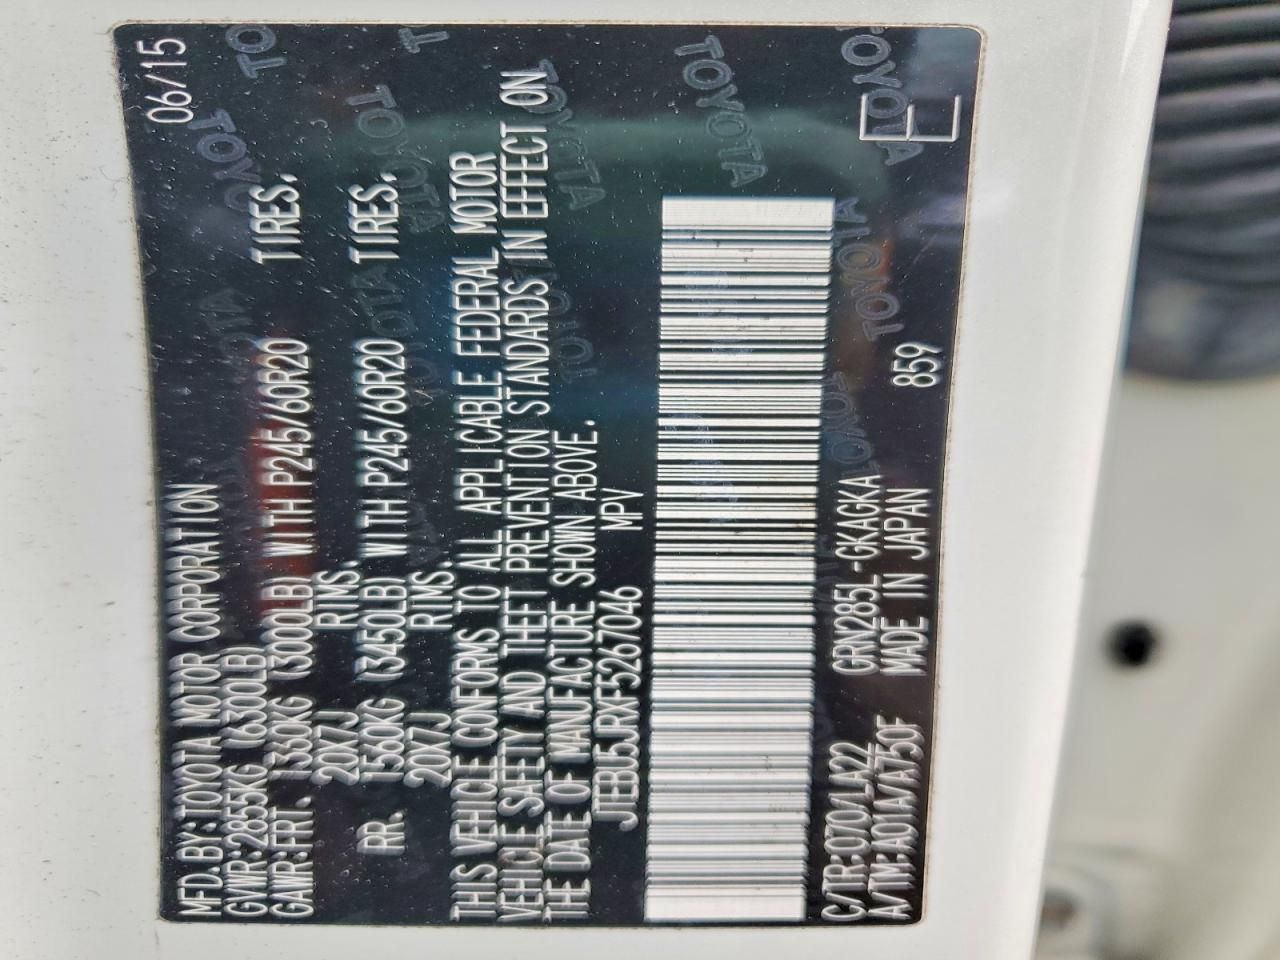 MFD.BY:TOYOTA MOTOR CORPORATION 06/15
GVWR:2855KG (6300LB)
GAWR:FRT. 1360KG (3000LB) WITH P245/60R20 TIRES.
20X7J RIMS.
RR. 1560KG (3450LB) WITH P245/60R20 TIRES.
20X7J RIMS.
THIS VEHICLE CONFORMS TO ALL APPLICABLE FEDERAL MOTOR
VEHICLE SAFETY AND THEFT PREVENTION STANDARDS IN EFFECT ON
THE DATE OF MANUFACTURE SHOWN ABOVE.
JTEBU5JRXF5267046 MPV
C/TR:070/LA22 GRN285L-GKAGKA
A/TM:A01A/A750F MADE IN JAPAN 859
E
TOYOTA
TOYOTA
TOYOTA